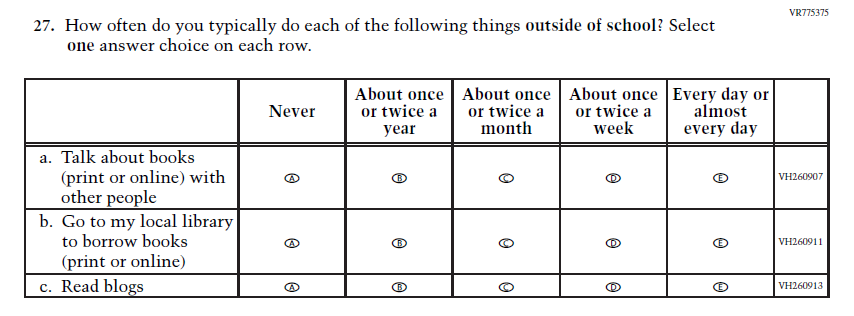 VR775375
27. How often do you typically do each of the following things outside of school? Select
one answer choice on each row.
Never
About once
or twice a
year
About once
or twice a
month
About once
or twice a
week
Every day or
almost
every day
a. Talk about books
(print or online) with
other people
A B C D E VH260907
b. Go to my local library
to borrow books
(print or online)
A B C D E VH260911
c. Read blogs A B C D E VH260913